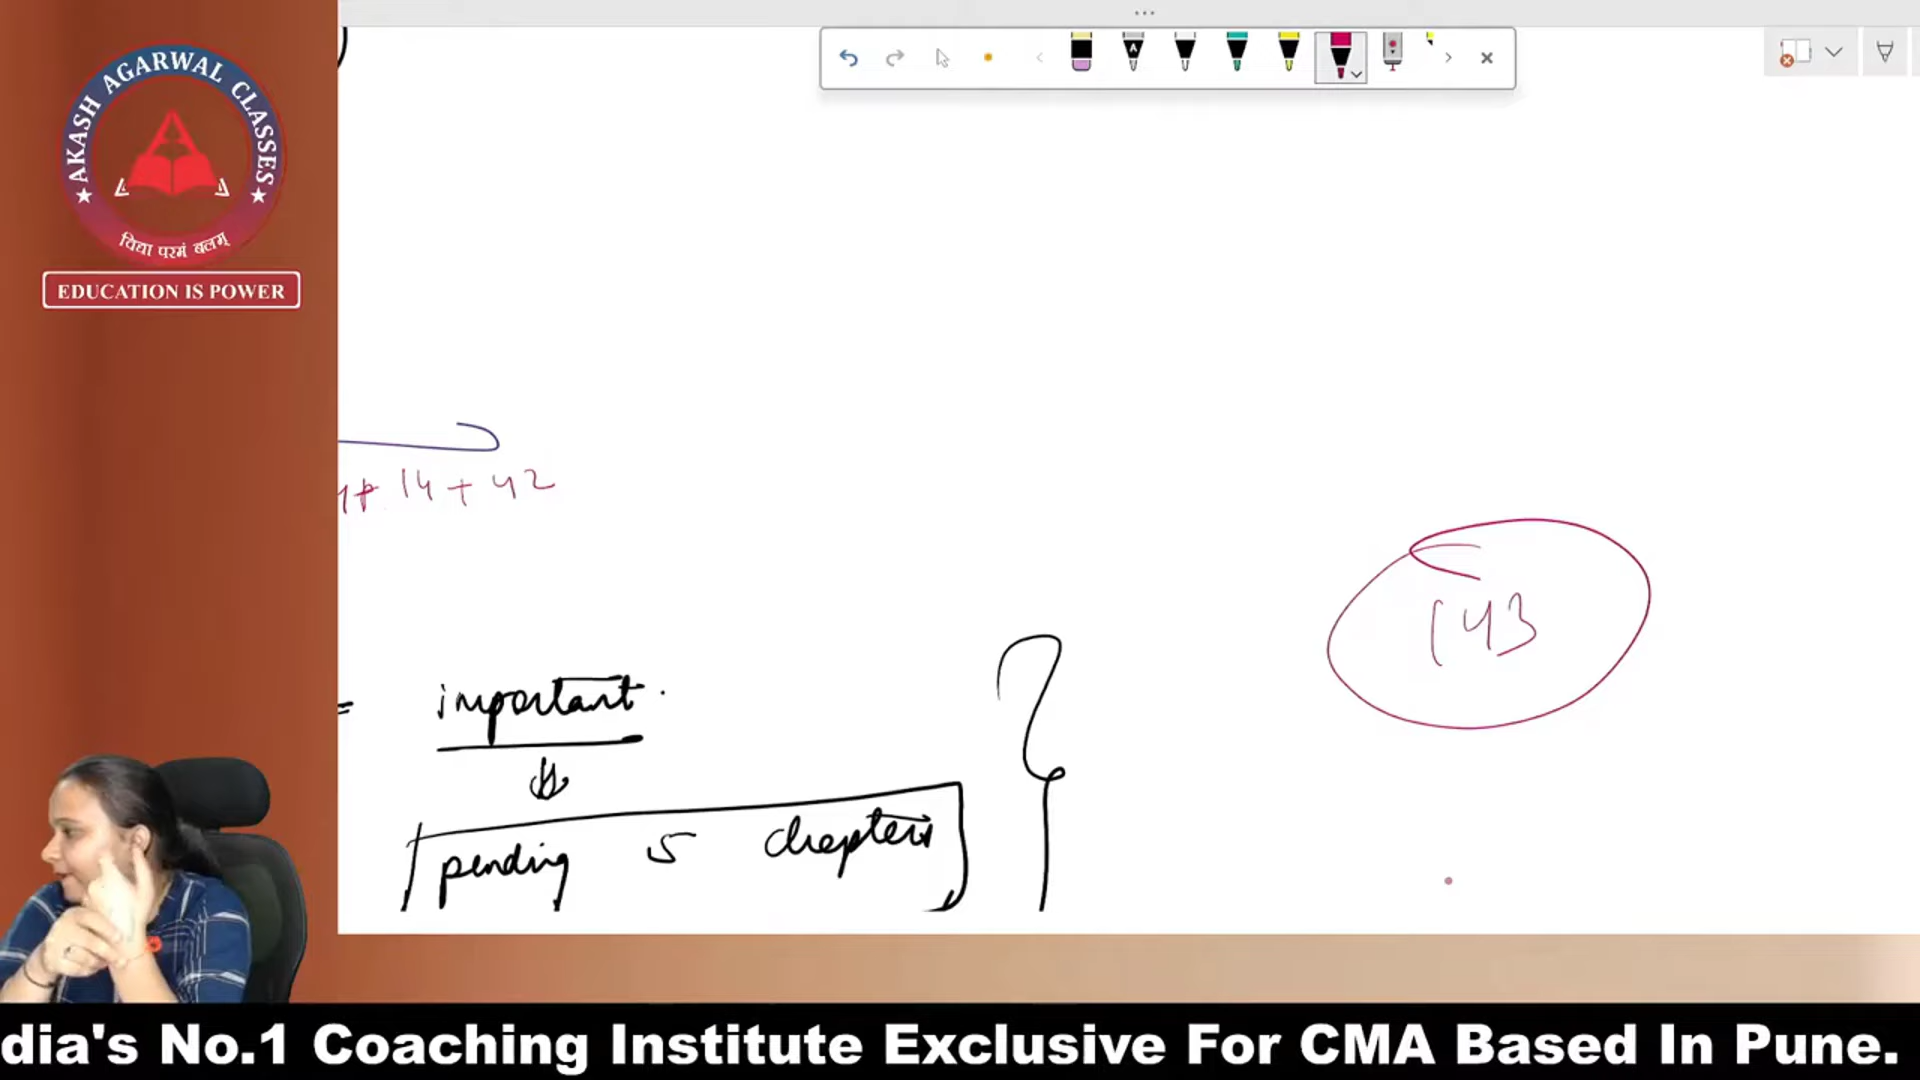 AKASH AGARWAL CLASSES
विद्या परमं बलम्
EDUCATION IS POWER
+ 14 + 42
143
= important.
pending 5 chapters
dia's No.1 Coaching Institute Exclusive For CMA Based In Pune.